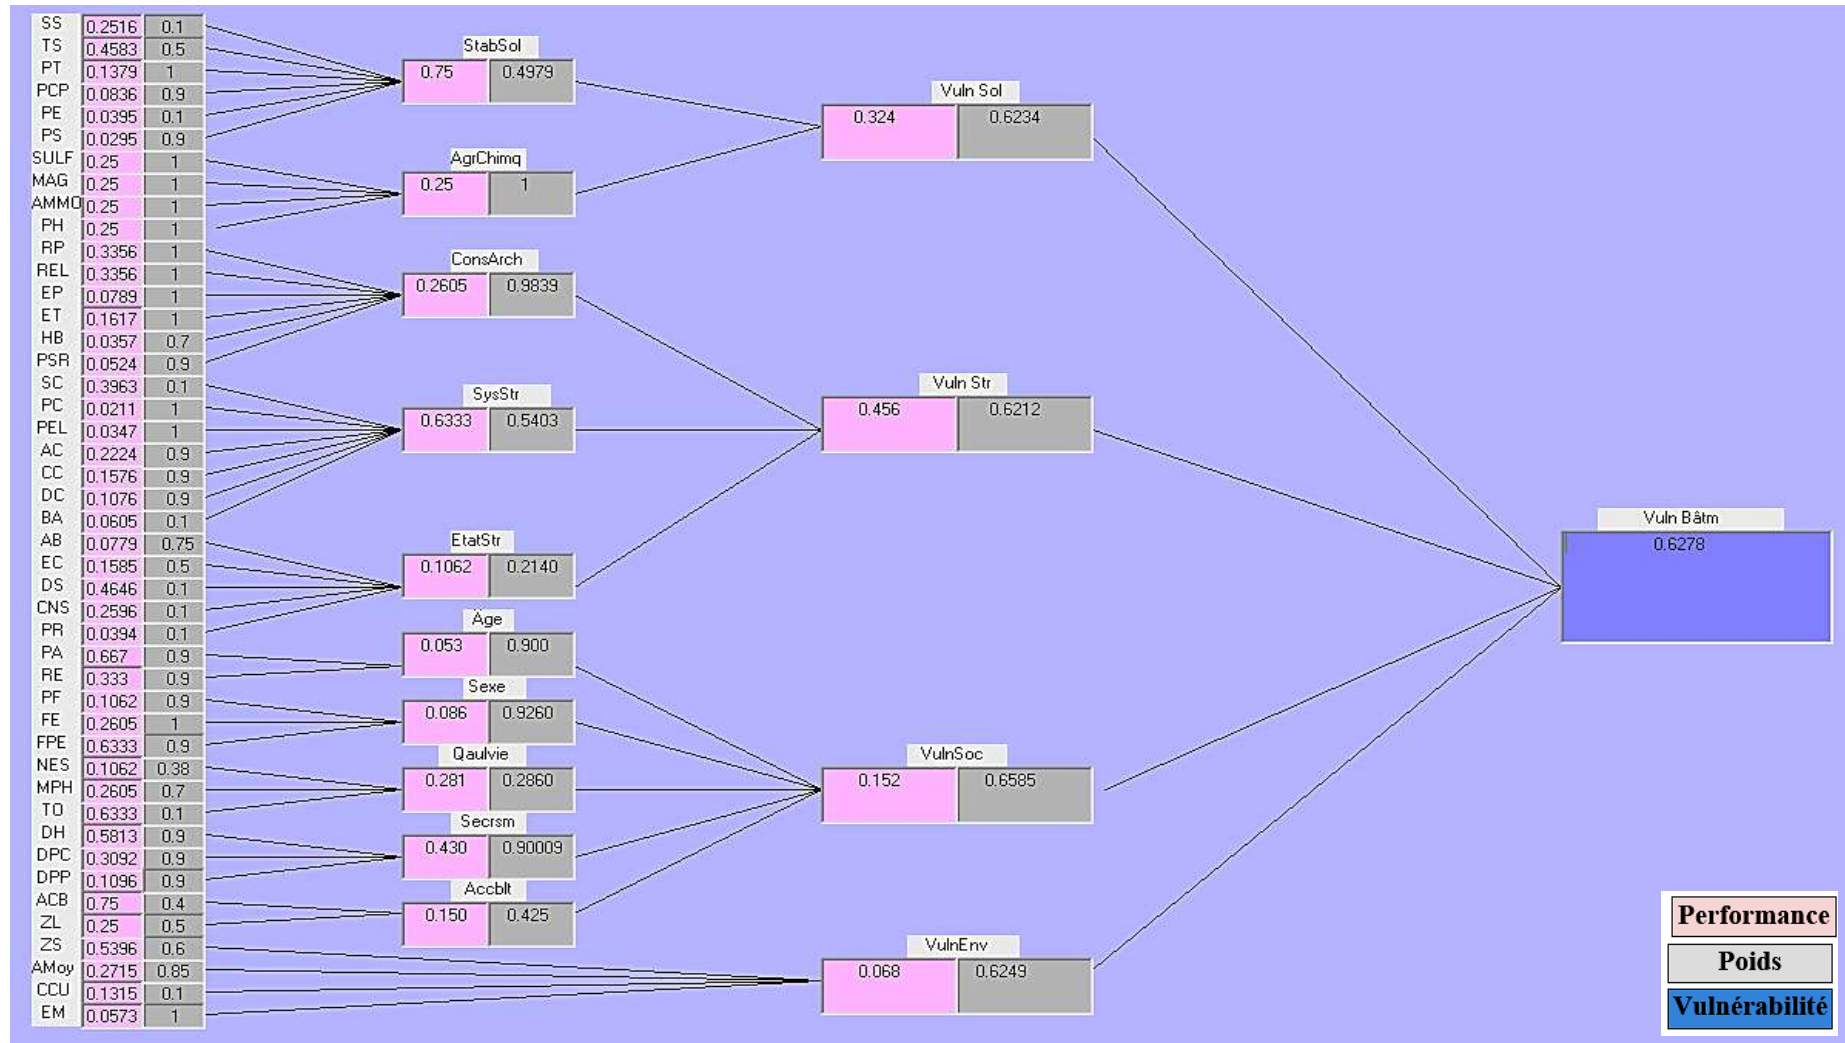 SS 0.2516 0.1
TS 0.4583 0.5
PT 0.1379 1
PCP 0.0836 0.9
PE 0.0395 0.1
PS 0.0295 0.9
SULF 0.25 1
MAG 0.25 1
AMMO 0.25 1
PH 0.25 1
RP 0.3356 1
REL 0.3356 1
EP 0.0789 1
ET 0.1617 1
HB 0.0357 0.7
PSR 0.0524 0.9
SC 0.3963 0.1
PC 0.0211 1
PEL 0.0347 1
AC 0.2224 0.9
CC 0.1576 0.9
DC 0.1076 0.9
BA 0.0605 0.1
AB 0.0779 0.75
EC 0.1585 0.5
DS 0.4646 0.1
CNS 0.2596 0.1
PR 0.0394 0.1
PA 0.667 0.9
RE 0.333 0.9
PF 0.1062 0.9
FE 0.2605 1
FPE 0.6333 0.9
NES 0.1062 0.38
MPH 0.2605 0.7
TO 0.6333 0.1
DH 0.5813 0.9
DPC 0.3092 0.9
DPP 0.1096 0.9
ACB 0.75 0.4
ZL 0.25 0.5
ZS 0.5396 0.6
AMoy 0.2715 0.85
CCU 0.1315 0.1
EM 0.0573 1
StabSol
0.75 0.4979
AgrChimq
0.25 1
ConsArch
0.2605 0.9839
SysStr
0.6333 0.5403
EtatStr
0.1062 0.2140
Äge
0.053 0.900
Sexe
0.086 0.9260
Qaulvie
0.281 0.2860
Secrsm
0.430 0.90009
Accblt
0.150 0.425
Vuln Sol
0.324 0.6234
Vuln Str
0.456 0.6212
VulnSoc
0.152 0.6585
VulnEnv
0.068 0.6249
Vuln Bâtm
0.6278
Performance
Poids
Vulnérabilité